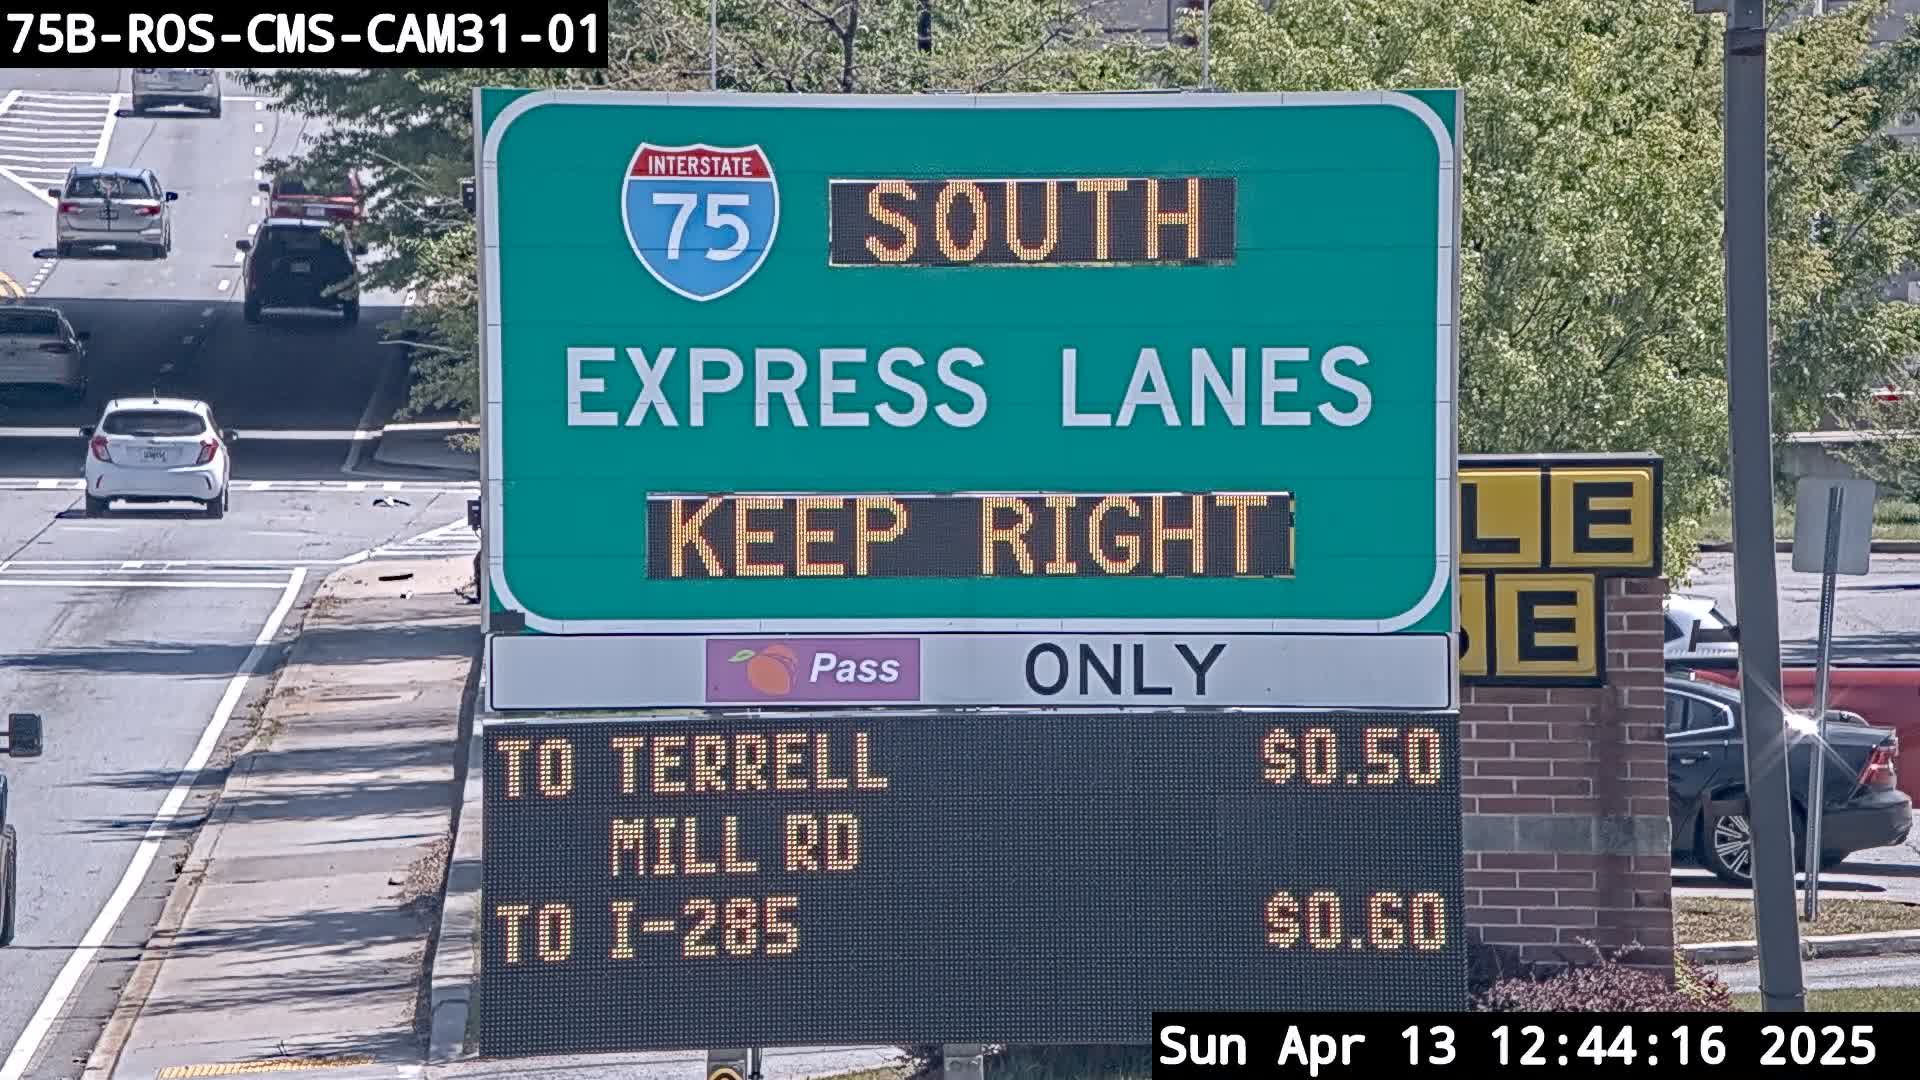 75B-ROS-CMS-CAM31-01
INTERSTATE
75
SOUTH
EXPRESS LANES
KEEP RIGHT
Pass ONLY
TO TERRELL $0.50
MILL RD
TO I-285 $0.60
LE
E
Sun Apr 13 12:44:16 2025